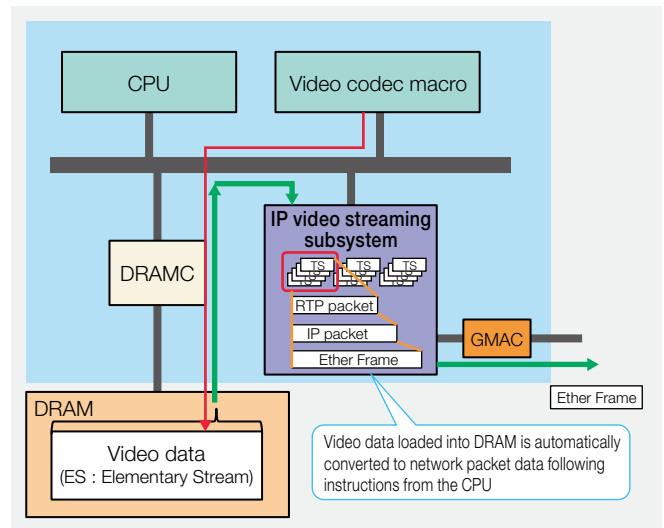 CPU
Video codec macro
IP video streaming
subsystem
TS
TS
TS
RTP packet
IP packet
Ether Frame
DRAMC
GMAC
Ether Frame
DRAM
Video data
(ES : Elementary Stream)
Video data loaded into DRAM is automatically
converted to network packet data following
instructions from the CPU